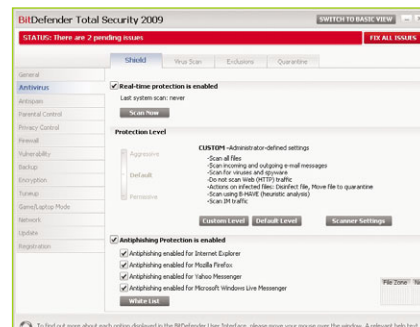 BitDefender Total Security 2009
SWITCH TO BASIC VIEW
STATUS: There are 2 pending issues
FIX ALL ISSUES
Shield
Virus Scan
Exclusions
Quarantine
General
Antivirus
Antispam
Parental Control
Privacy Control
Firewall
Vulnerability
Backup
Encryption
Tuneup
Game/Laptop Mode
Network
Update
Registration
Real-time protection is enabled
Last system scan: never
Scan Now
Protection Level
Aggressive
Default
Permissive
CUSTOM -Administrator-defined settings
-Scan all files
-Scan incoming and outgoing e-mail messages
-Scan for viruses and spyware
-Do not scan Web (HTTP) traffic
-Actions on infected files: Disinfect file, Move file to quarantine
-Scan using B-HAVE (heuristic analysis)
-Scan IM traffic
Custom Level
Default Level
Scanner Settings
Antiphishing Protection is enabled
Antiphishing enabled for Internet Explorer
Antiphishing enabled for Mozilla Firefox
Antiphishing enabled for Yahoo Messenger
Antiphishing enabled for Microsoft Windows Live Messenger
White List
File Zone
To find out more about each option displayed in the BitDefender User Interface, please move your mouse over the window. A relevant help text